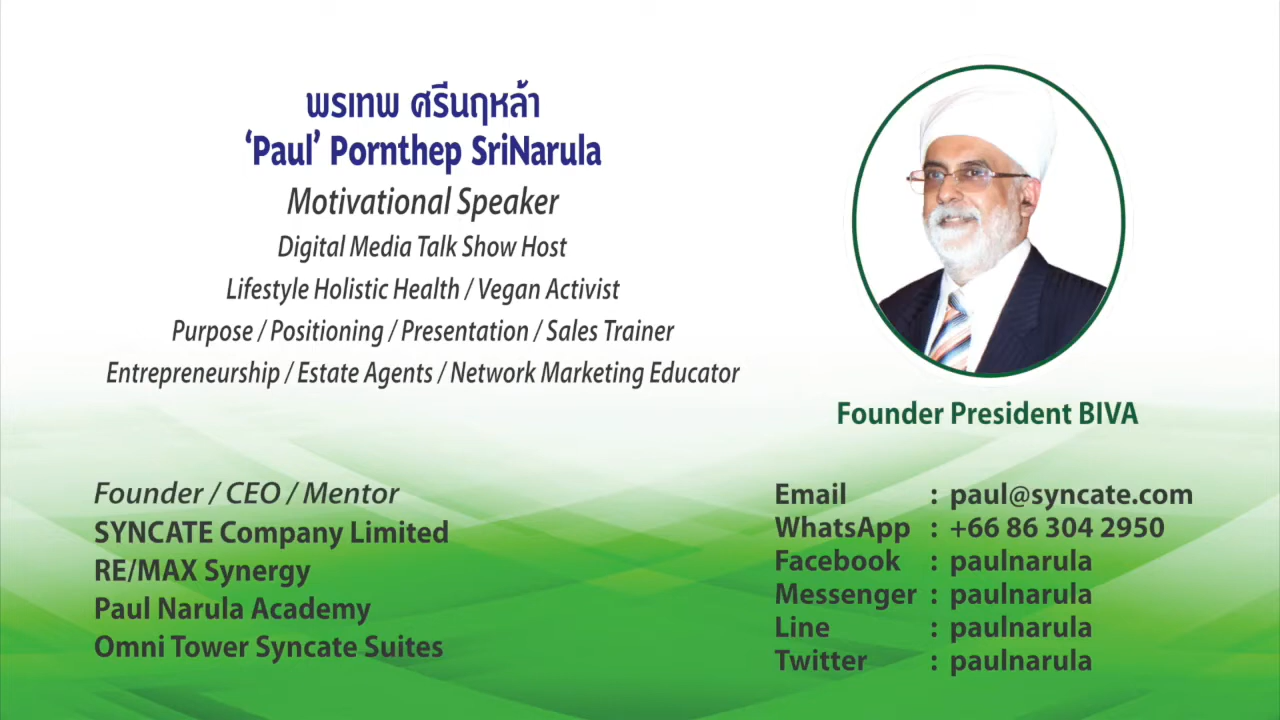 พรเทพ ศรีนฤหล้า
‘Paul’ Pornthep SriNarula
Motivational Speaker
Digital Media Talk Show Host
Lifestyle Holistic Health / Vegan Activist
Purpose / Positioning / Presentation / Sales Trainer
Entrepreneurship / Estate Agents / Network Marketing Educator
Founder President BIVA
Founder / CEO / Mentor
SYNCATE Company Limited
RE/MAX Synergy
Paul Narula Academy
Omni Tower Syncate Suites
Email : paul@syncate.com
WhatsApp : +66 86 304 2950
Facebook : paulnarula
Messenger : paulnarula
Line : paulnarula
Twitter : paulnarula